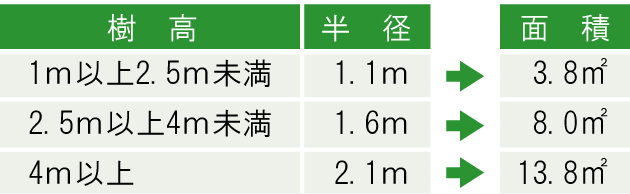 樹高 半径 面積
1m以上2.5m未満 1.1m 3.8㎡
2.5m以上4m未満 1.6m 8.0㎡
4m以上 2.1m 13.8㎡